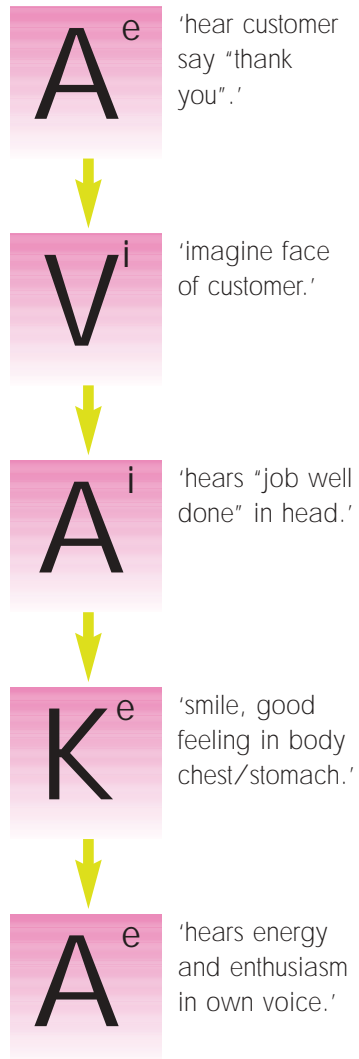 A e
'hear customer
say "thank
you".'
V i
'imagine face
of customer.'
A i
'hears "job well
done" in head.'
K e
'smile, good
feeling in body
chest/stomach.'
A e
'hears energy
and enthusiasm
in own voice.'